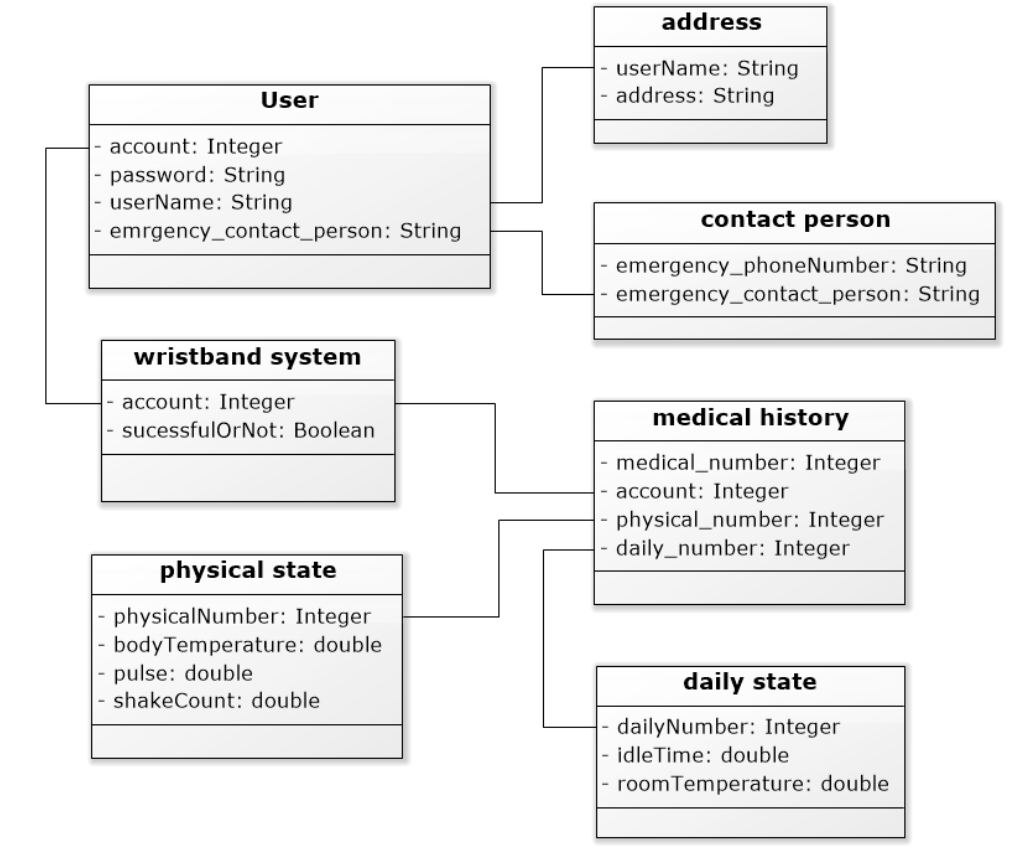 address
- userName: String
- address: String
User
- account: Integer
- password: String
- userName: String
- emrgency_contact_person: String
contact person
- emergency_phoneNumber: String
- emergency_contact_person: String
wristband system
- account: Integer
- sucessfulOrNot: Boolean
medical history
- medical_number: Integer
- account: Integer
- physical_number: Integer
- daily_number: Integer
physical state
- physicalNumber: Integer
- bodyTemperature: double
- pulse: double
- shakeCount: double
daily state
- dailyNumber: Integer
- idleTime: double
- roomTemperature: double